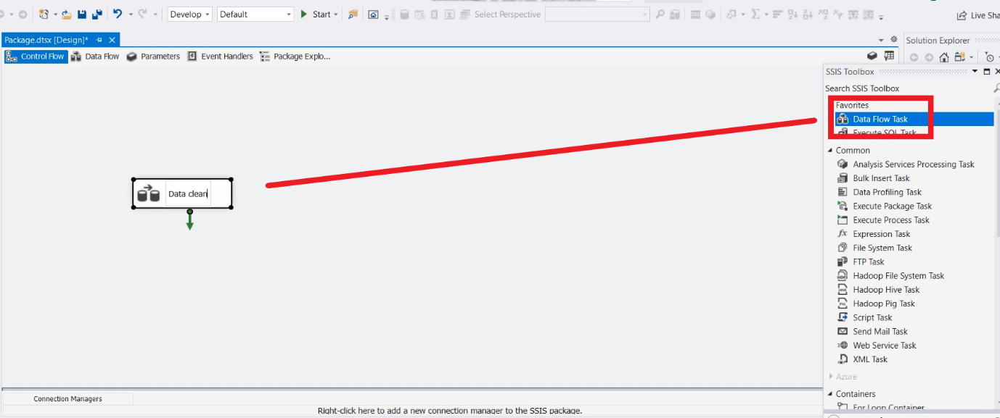 Develop
Default
Start
Select Perspective
Live Sha
Package.dtsx [Design]*
Solution Explorer
Control Flow
Data Flow
Parameters
Event Handlers
Package Explo...
SSIS Toolbox
Search SSIS Toolbox
Favorites
Data Flow Task
Execute SQL Task
Common
Analysis Services Processing Task
Bulk Insert Task
Data clean
Data Profiling Task
Execute Package Task
Execute Process Task
fx
Expression Task
File System Task
FTP Task
Hadoop File System Task
Hadoop Hive Task
Hadoop Pig Task
Script Task
Send Mail Task
Web Service Task
XML Task
Azure
Containers
For Loop Container
Connection Managers
Right-click here to add a new connection manager to the SSIS package.